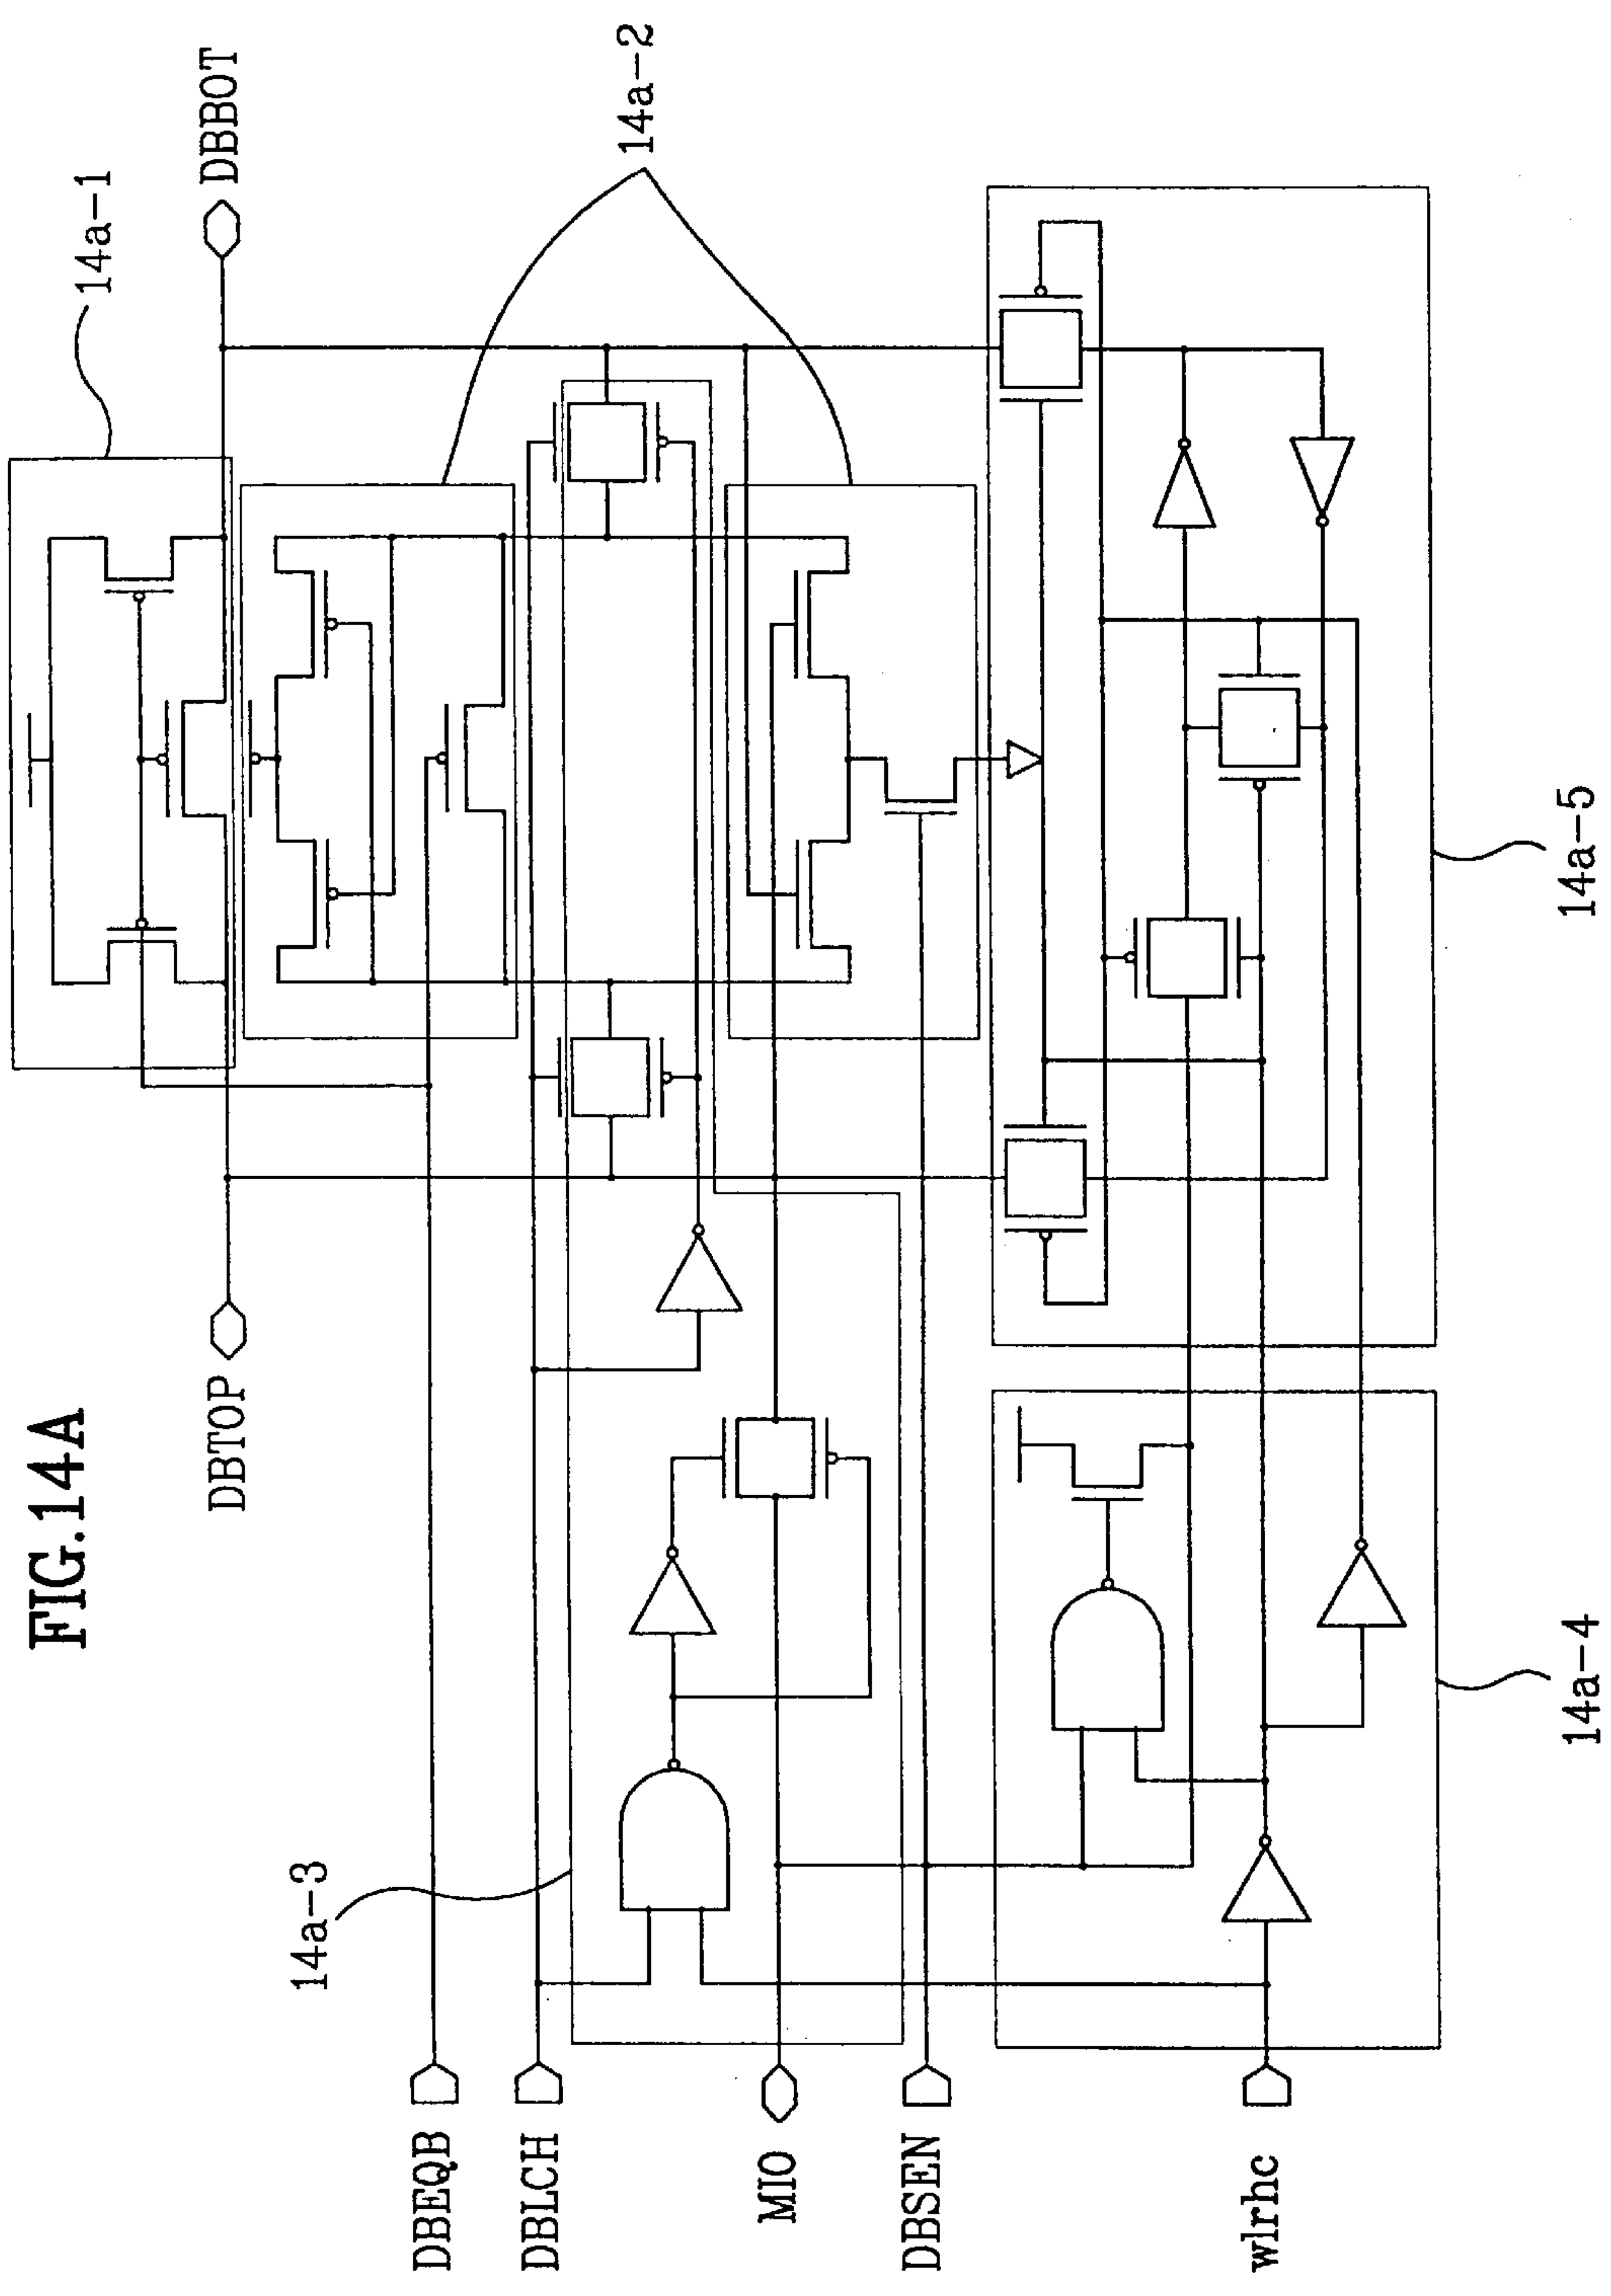 FIG.14A
14a-1
DBBOT
14a-2
DBTOP
14a-3
DBEQB
DBLCH
MIO
DBSEN
wlrhc
14a-4
14a-5